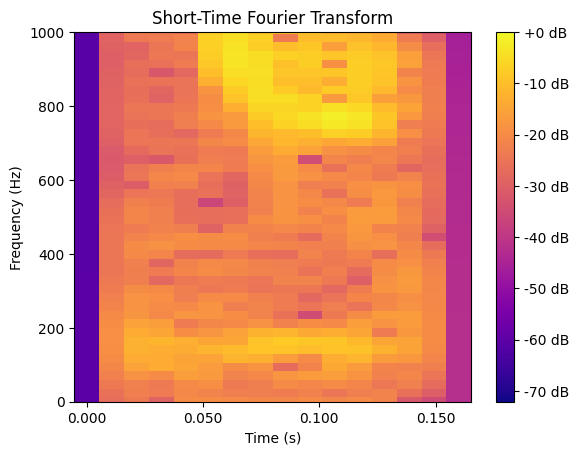 Short-Time Fourier Transform
1000
800
600
400
200
0
Frequency (Hz)
0.000
0.050
0.100
0.150
Time (s)
+0 dB
-10 dB
-20 dB
-30 dB
-40 dB
-50 dB
-60 dB
-70 dB